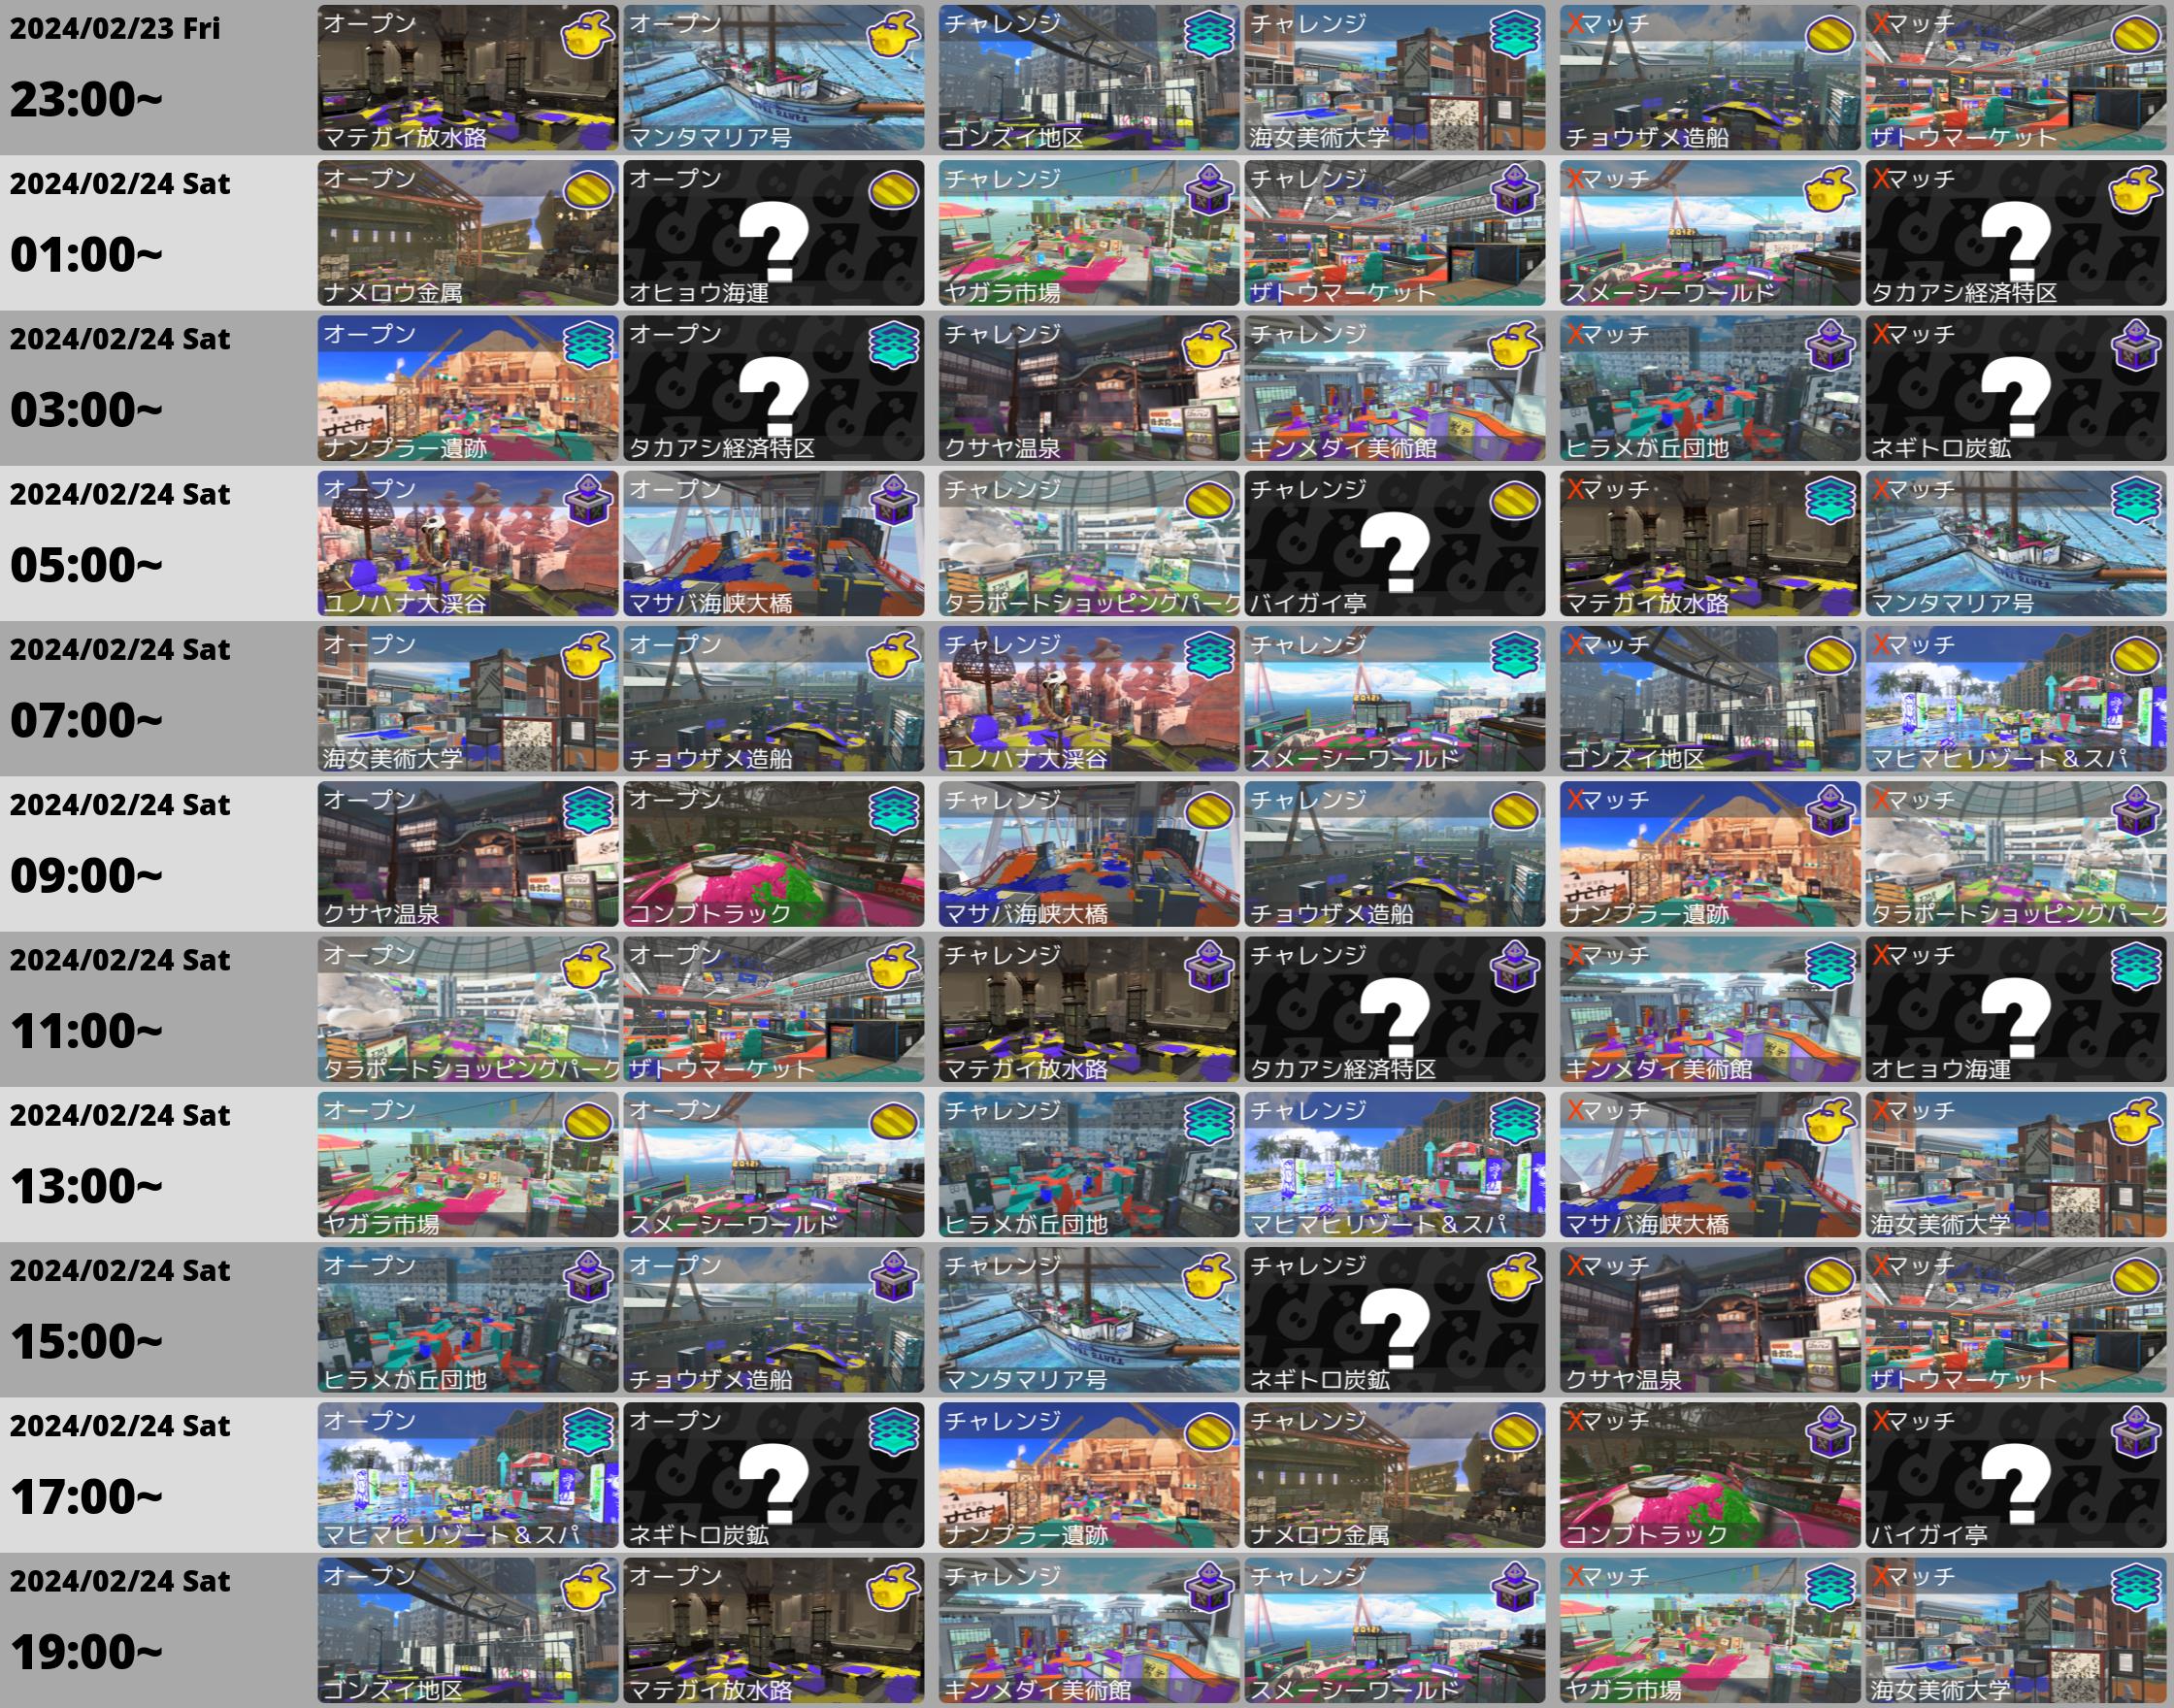 2024/02/23 Fri
23:00~
オープン オープン チャレンジ チャレンジ Xマッチ Xマッチ
マテガイ放水路 マンタマリア号 ゴンズイ地区 海女美術大学 チョウザメ造船 ザトウマーケット
2024/02/24 Sat
01:00~
オープン オープン チャレンジ チャレンジ Xマッチ Xマッチ
ナメロウ金属 オヒョウ海運 ヤガラ市場 ザトウマーケット スメーシーワールド タカアシ経済特区
2024/02/24 Sat
03:00~
オープン オープン チャレンジ チャレンジ Xマッチ Xマッチ
ナンプラー遺跡 タカアシ経済特区 クサヤ温泉 キンメダイ美術館 ヒラメが丘団地 ネギトロ炭鉱
2024/02/24 Sat
05:00~
オープン オープン チャレンジ チャレンジ Xマッチ Xマッチ
ユノハナ大渓谷 マサバ海峡大橋 タラポートショッピングパーク バイガイ亭 マテガイ放水路 マンタマリア号
2024/02/24 Sat
07:00~
オープン オープン チャレンジ チャレンジ Xマッチ Xマッチ
海女美術大学 チョウザメ造船 ユノハナ大渓谷 スメーシーワールド ゴンズイ地区 マヒマヒリゾート＆スパ
2024/02/24 Sat
09:00~
オープン オープン チャレンジ チャレンジ Xマッチ Xマッチ
クサヤ温泉 コンブトラック マサバ海峡大橋 チョウザメ造船 ナンプラー遺跡 タラポートショッピングパーク
2024/02/24 Sat
11:00~
オープン オープン チャレンジ チャレンジ Xマッチ Xマッチ
タラポートショッピングパーク ザトウマーケット マテガイ放水路 タカアシ経済特区 キンメダイ美術館 オヒョウ海運
2024/02/24 Sat
13:00~
オープン オープン チャレンジ チャレンジ Xマッチ Xマッチ
ヤガラ市場 スメーシーワールド ヒラメが丘団地 マヒマヒリゾート＆スパ マサバ海峡大橋 海女美術大学
2024/02/24 Sat
15:00~
オープン オープン チャレンジ チャレンジ Xマッチ Xマッチ
ヒラメが丘団地 チョウザメ造船 マンタマリア号 ネギトロ炭鉱 クサヤ温泉 ザトウマーケット
2024/02/24 Sat
17:00~
オープン オープン チャレンジ チャレンジ Xマッチ Xマッチ
マヒマヒリゾート＆スパ ネギトロ炭鉱 ナンプラー遺跡 ナメロウ金属 コンブトラック バイガイ亭
2024/02/24 Sat
19:00~
オープン オープン チャレンジ チャレンジ Xマッチ Xマッチ
ゴンズイ地区 マテガイ放水路 キンメダイ美術館 スメーシーワールド ヤガラ市場 海女美術大学